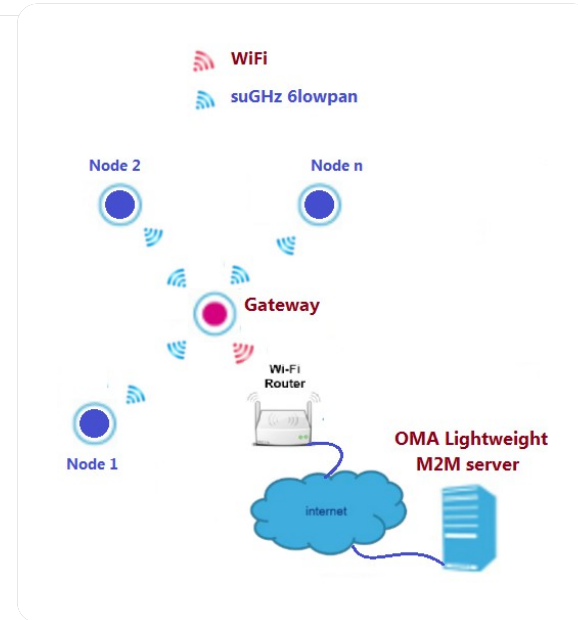 WiFi
suGHz 6lowpan
Node 2
Node n
Gateway
Wi-Fi
Router
Node 1
OMA Lightweight
M2M server
internet